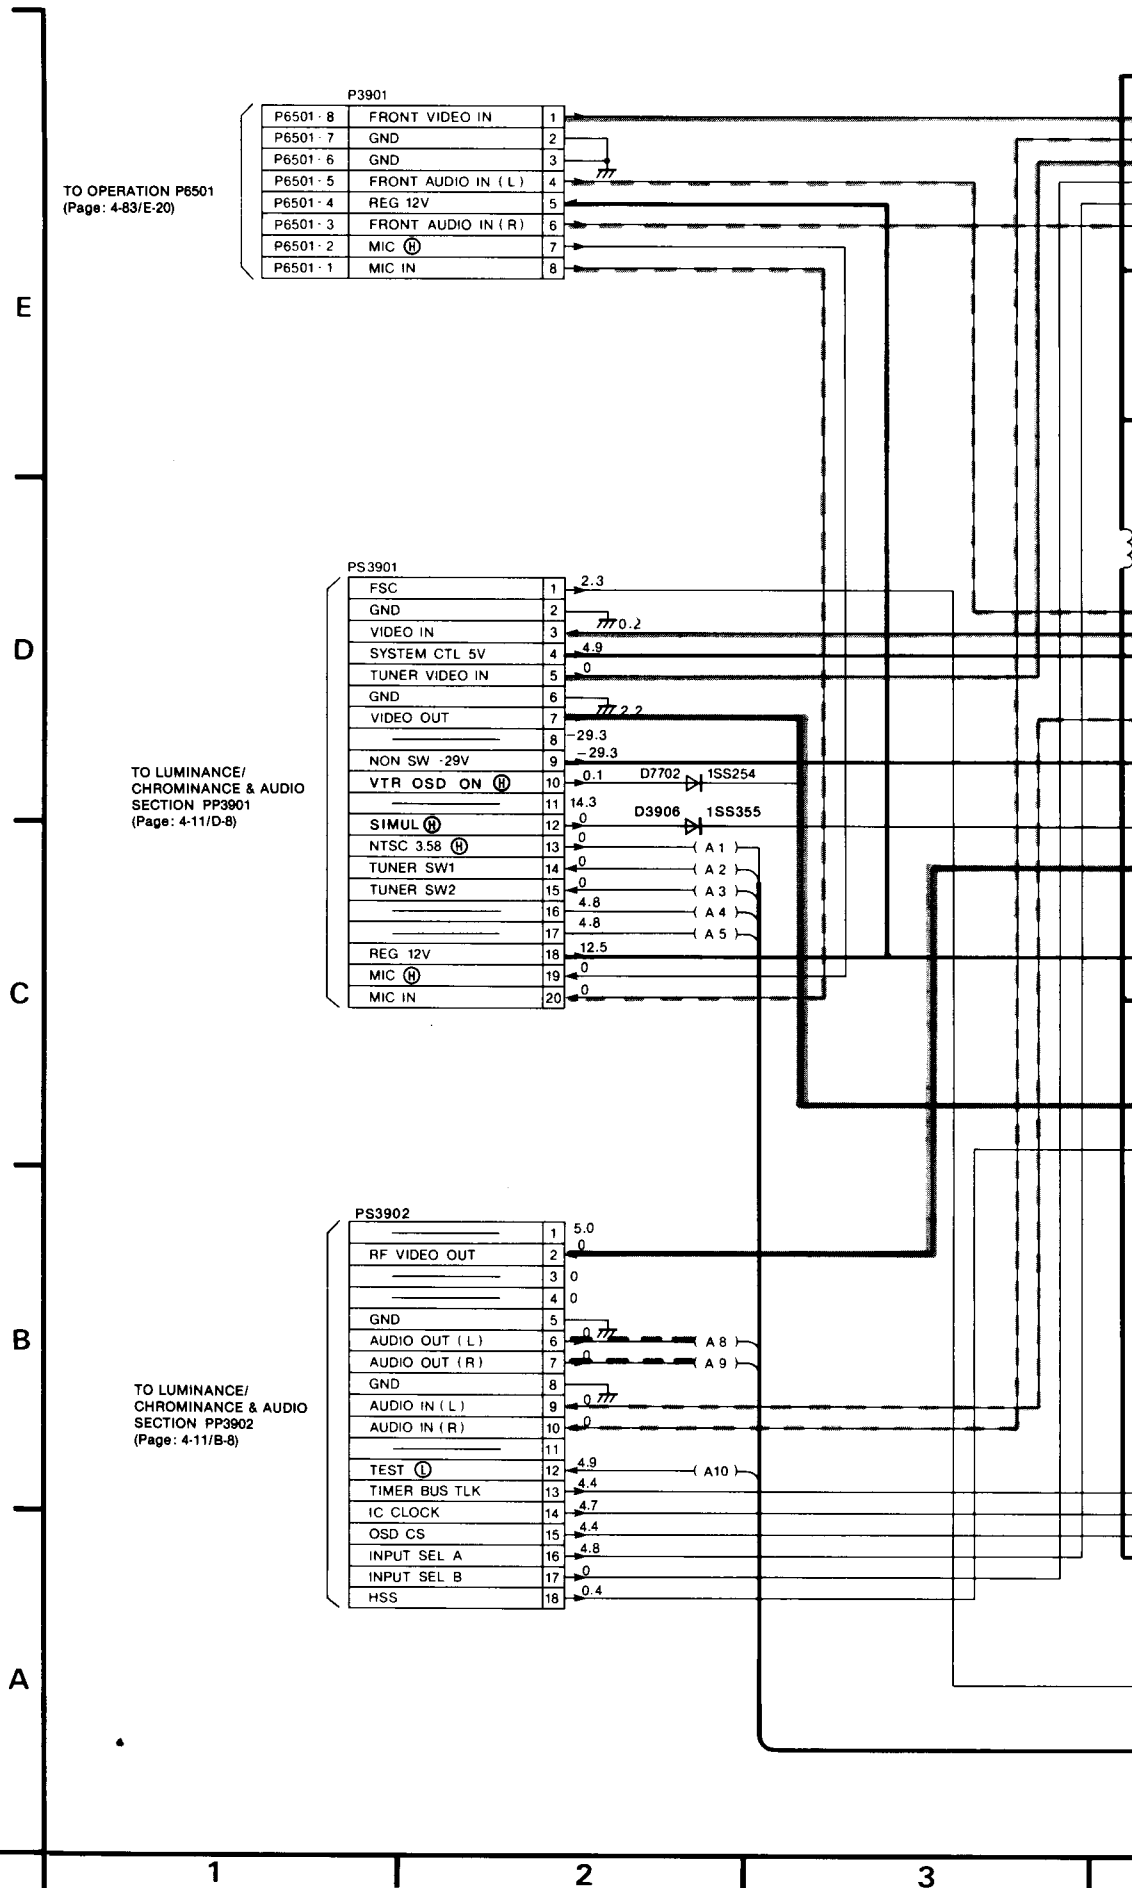 P3901
P6501-8 FRONT VIDEO IN 1
P6501-7 GND 2
P6501-6 GND 3
P6501-5 FRONT AUDIO IN (L) 4
P6501-4 REG 12V 5
P6501-3 FRONT AUDIO IN (R) 6
P6501-2 MIC Ⓗ 7
P6501-1 MIC IN 8
TO OPERATION P6501
(Page: 4-83/E-20)
E
PS3901
FSC 1 2.3
GND 2
VIDEO IN 3 0.2
SYSTEM CTL 5V 4 4.9
TUNER VIDEO IN 5 0
GND 6
VIDEO OUT 7 2.2
8 -29.3
NON SW -29V 9 -29.3
VTR OSD ON Ⓗ 10 0.1 D7702 1SS254
11 14.3
SIMUL Ⓗ 12 0 D3906 1SS355
NTSC 3.58 Ⓗ 13 0 A1
TUNER SW1 14 0 A2
TUNER SW2 15 0 A3
16 4.8 A4
17 4.8 A5
REG 12V 18 12.5
MIC Ⓗ 19 0
MIC IN 20 0
TO LUMINANCE/
CHROMINANCE & AUDIO
SECTION PP3901
(Page: 4-11/D-8)
D
C
PS3902
1 5.0
RF VIDEO OUT 2 0
3 0
4 0
GND 5
AUDIO OUT (L) 6 0 A8
AUDIO OUT (R) 7 0 A9
GND 8
AUDIO IN (L) 9 0
AUDIO IN (R) 10 0
11
TEST Ⓛ 12 4.9 A10
TIMER BUS TLK 13 4.4
IC CLOCK 14 4.7
OSD CS 15 4.4
INPUT SEL A 16 4.8
INPUT SEL B 17 0
HSS 18 0.4
TO LUMINANCE/
CHROMINANCE & AUDIO
SECTION PP3902
(Page: 4-11/B-8)
B
A
1 2 3